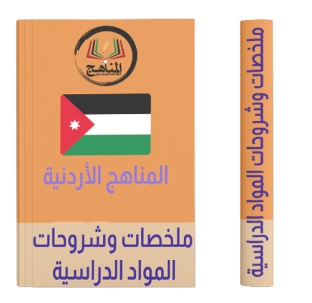 المناهج
المناهج الأردنية
ملخصات وشروحات
المواد الدراسية
ملخصات وشروحات المواد الدراسية